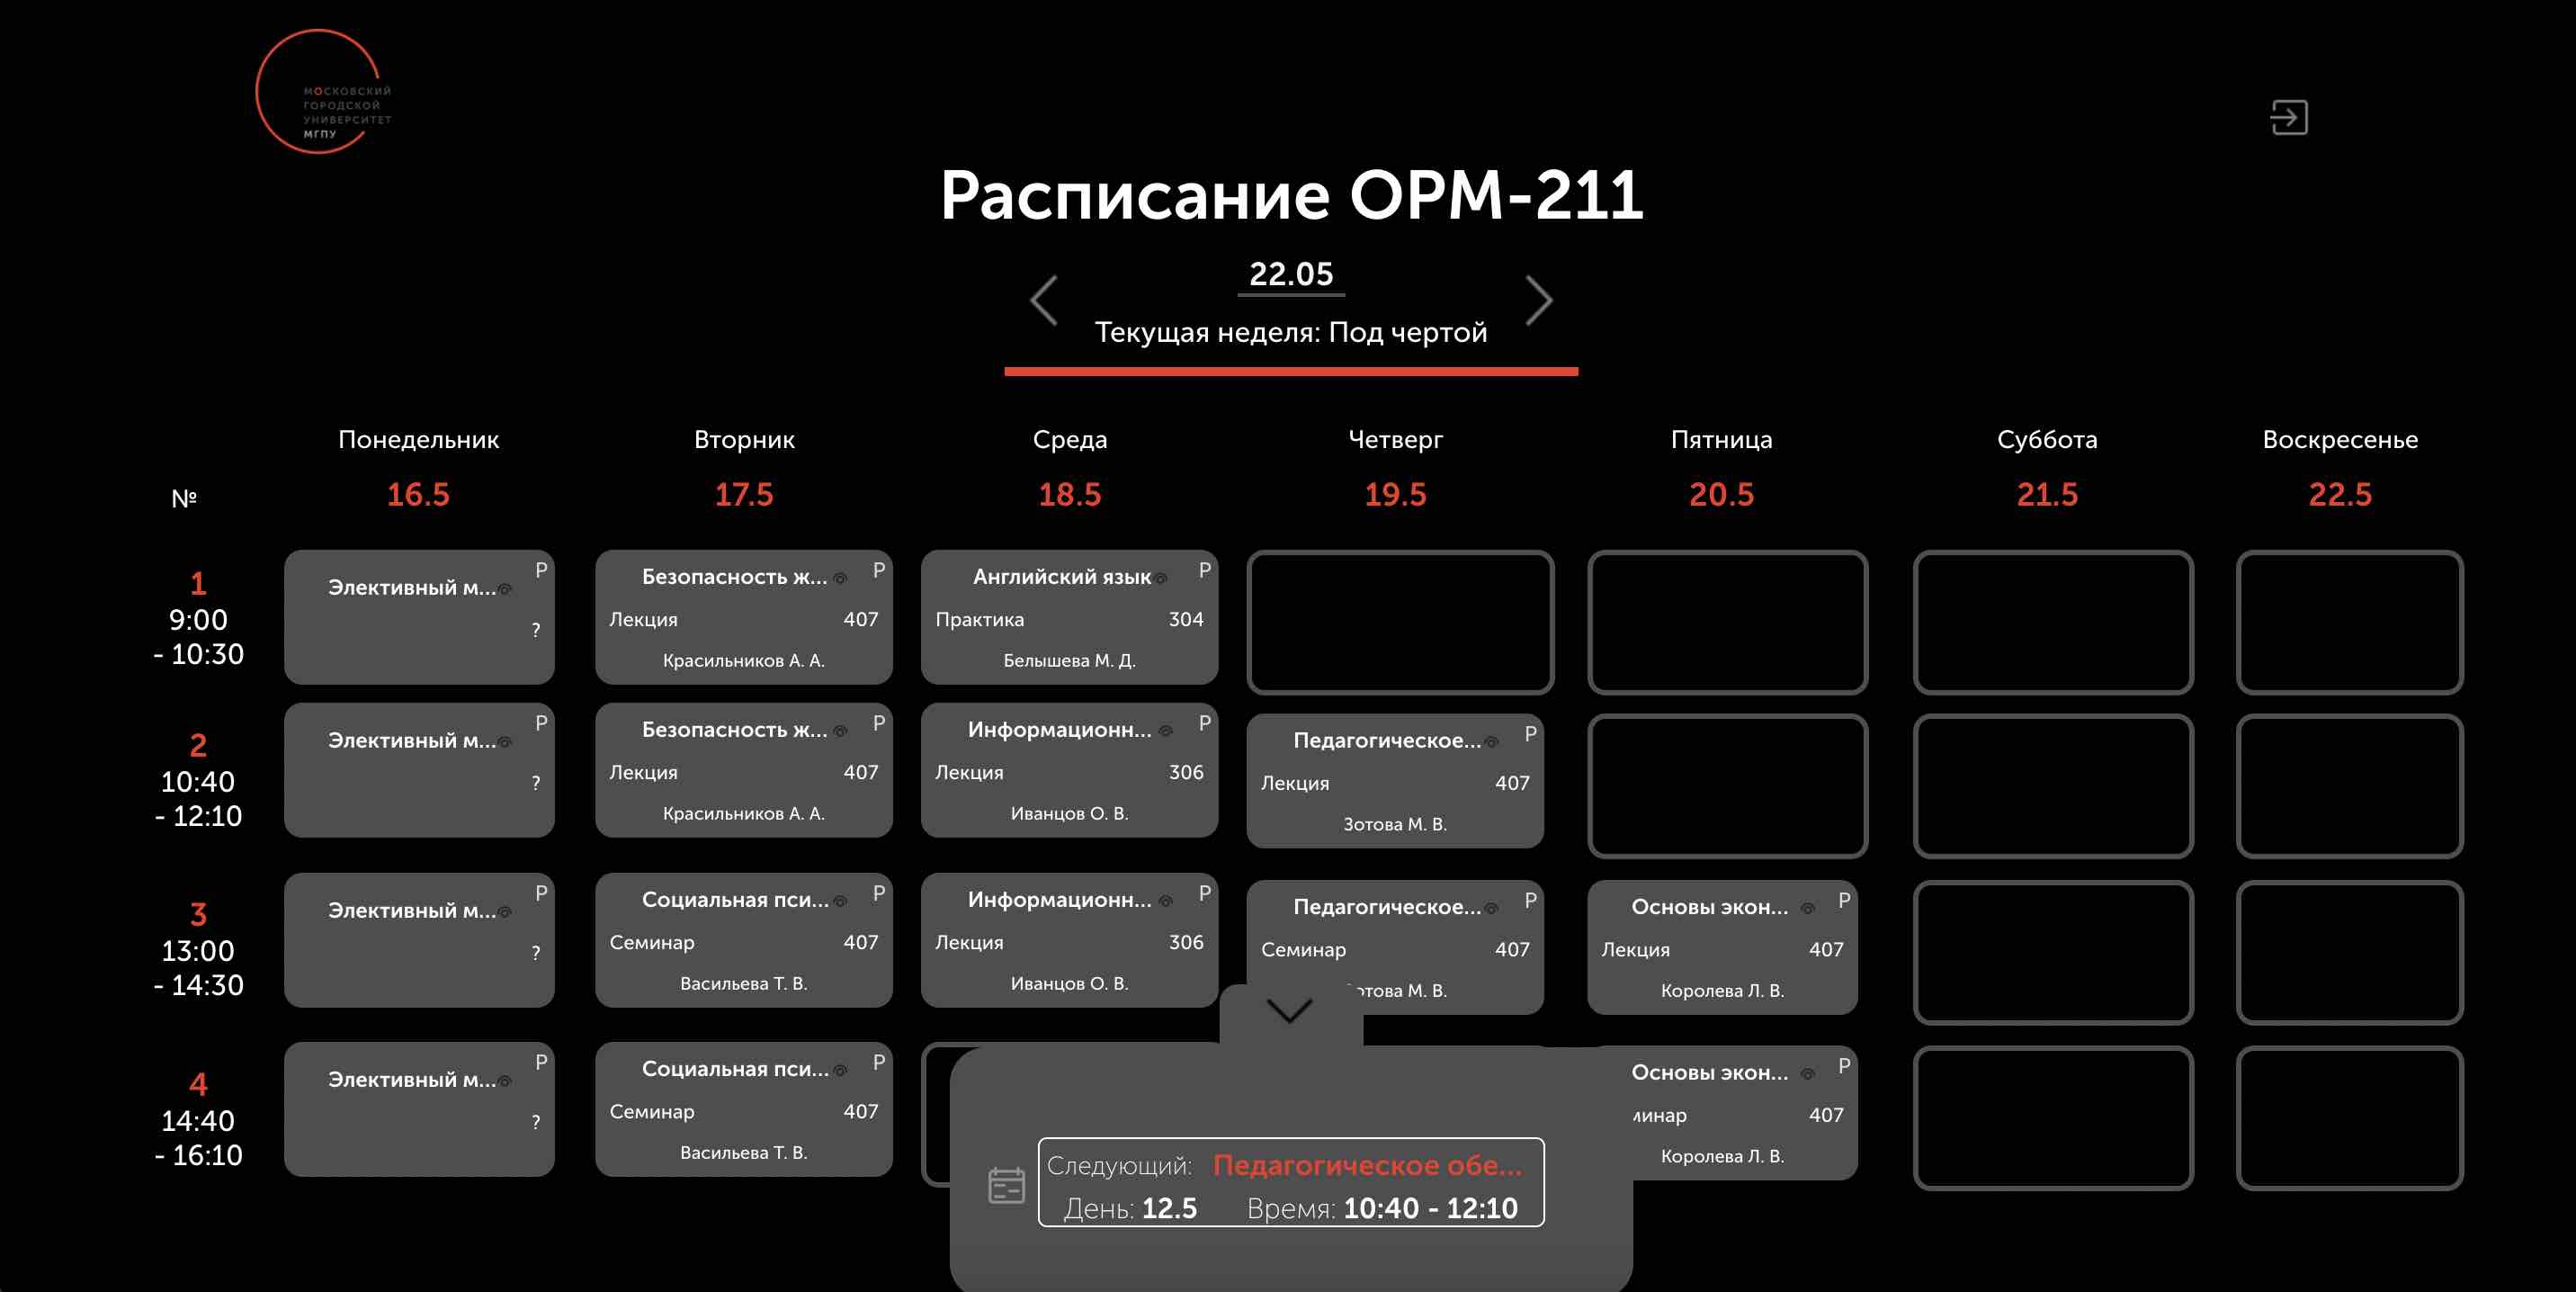 МОСКОВСКИЙ
ГОРОДСКОЙ
УНИВЕРСИТЕТ
МГПУ
Расписание ОРМ-211
22.05
Текущая неделя: Под чертой
Понедельник Вторник Среда Четверг Пятница Суббота Воскресенье
№ 16.5 17.5 18.5 19.5 20.5 21.5 22.5
1
9:00
- 10:30
Элективный м... P
?
Безопасность ж... P
Лекция 407
Красильников А. А.
Английский язык P
Практика 304
Белышева М. Д.
2
10:40
- 12:10
Элективный м... P
?
Безопасность ж... P
Лекция 407
Красильников А. А.
Информационн... P
Лекция 306
Иванцов О. В.
Педагогическое... P
Лекция 407
Зотова М. В.
3
13:00
- 14:30
Элективный м... P
?
Социальная пси... P
Семинар 407
Васильева Т. В.
Информационн... P
Лекция 306
Иванцов О. В.
Педагогическое... P
Семинар 407
отова М. В.
Основы экон... P
Лекция 407
Королева Л. В.
4
14:40
- 16:10
Элективный м... P
?
Социальная пси... P
Семинар 407
Васильева Т. В.
Основы экон... P
минар 407
Королева Л. В.
Следующий: Педагогическое обе...
День: 12.5 Время: 10:40 - 12:10